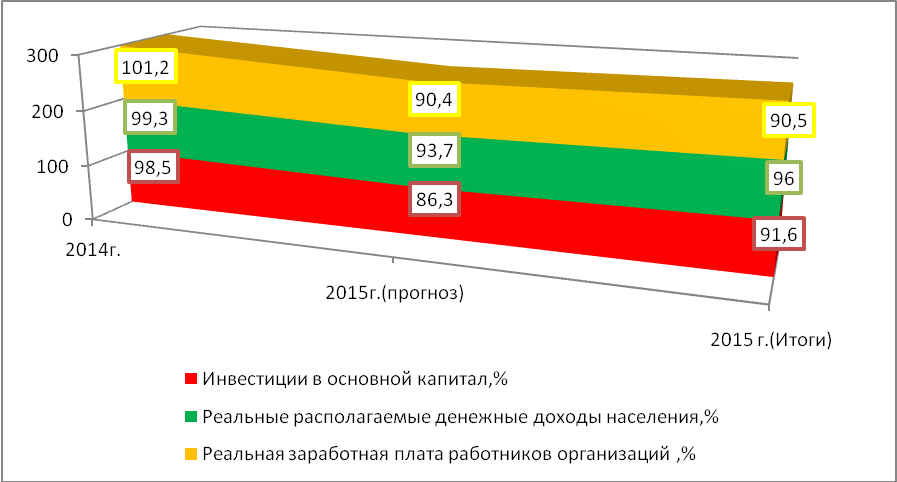 300
101,2
90,4
200
99,3
90,5
93,7
100
98,5
96
86,3
0
91,6
2014г.
2015г.(прогноз)
2015 г.(Итоги)
Инвестиции в основной капитал,%
Реальные располагаемые денежные доходы населения,%
Реальная заработная плата работников организаций ,%